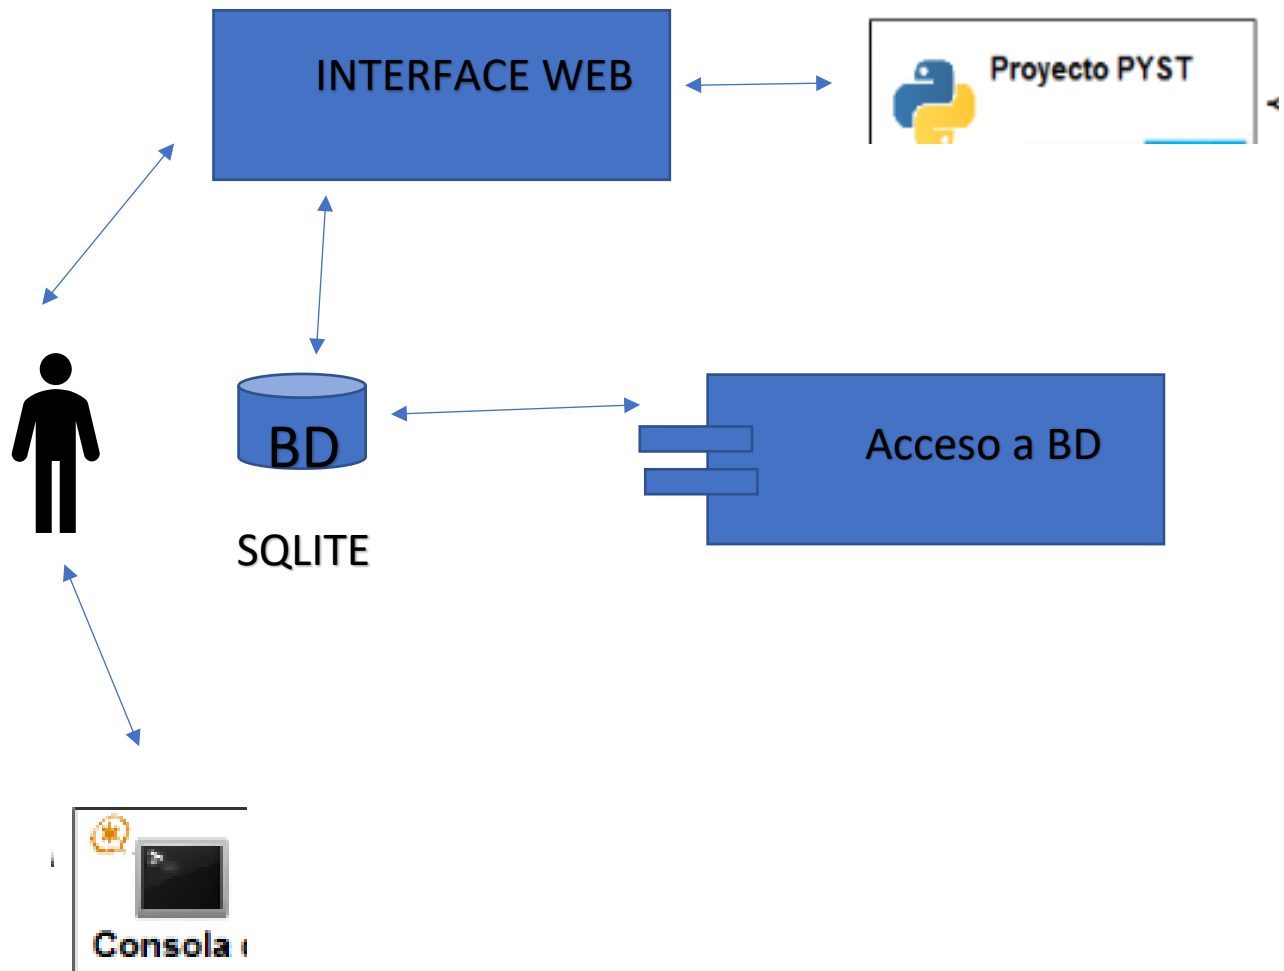 INTERFACE WEB
Proyecto PYST
BD
Acceso a BD
SQLITE
Consola